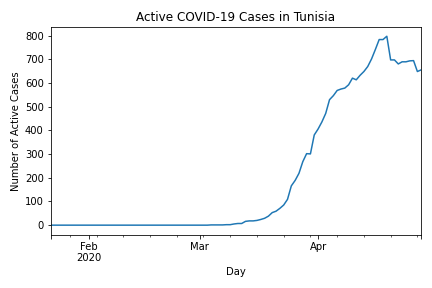 Active COVID-19 Cases in Tunisia
Number of Active Cases
800
700
600
500
400
300
200
100
0
Feb Mar Apr
2020
Day